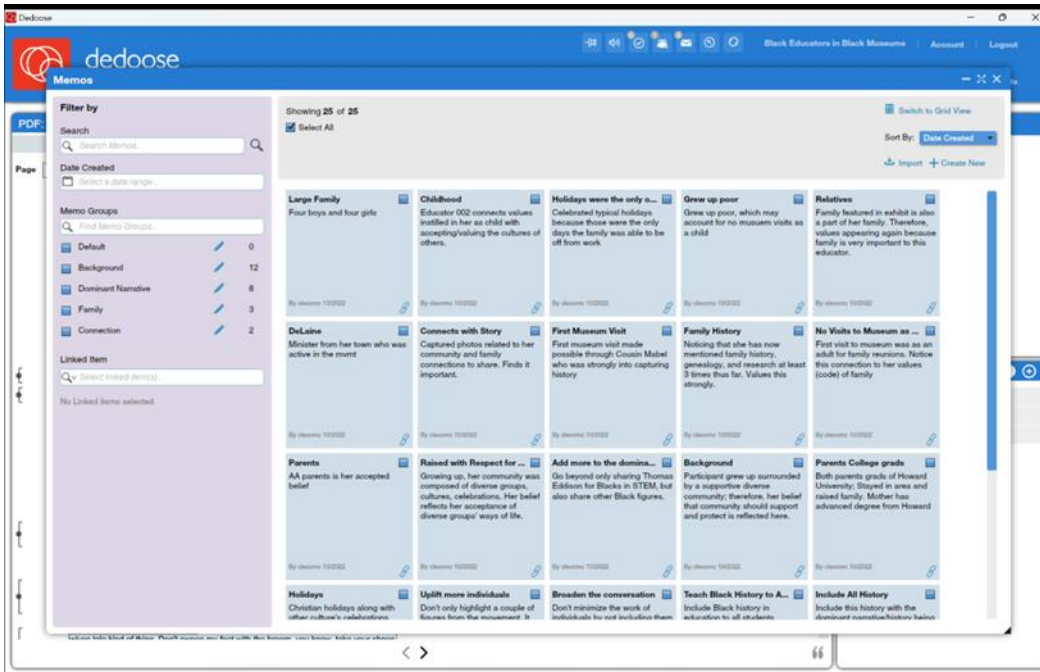 Dedoose
dedoose
Black Educators in Black Museums
Account
Logout
Memos
PDF:
Page
Filter by
Search
Search Memos...
Date Created
Select a date range...
Memo Groups
Find Memo Groups...
Default 0
Background 12
Dominant Narrative 8
Family 3
Connection 2
Linked Item
Select linked item(s)...
No Linked items selected
Showing 25 of 25
Select All
Switch to Grid View
Sort By: Date Created
Import
Create New
Large Family
Four boys and four girls
Childhood
Educator 002 connects values
instilled in her as child with
accepting/valuing the cultures of
others.
Holidays were the only o...
Celebrated typical holidays
because those were the only
days the family was able to be
off from work
Grew up poor
Grew up poor, which may
account for no musuem visits as
a child
Relatives
Family featured in exhibit is also
a part of her family. Therefore,
values appearing again because
family is very important to this
educator.
DeLaine
Minister from her town who was
active in the mvmt
Connects with Story
Captured photos related to her
community and family
connections to share. Finds it
important.
First Museum Visit
First museum visit made
possible through Cousin Mabel
who was strongly into capturing
history
Family History
Noticing that she has now
mentioned family history,
genealogy, and research at least
3 times thus far. Values this
strongly.
No Visits to Museum as ...
First visit to museum was as an
adult for family reunions. Notice
this connection to her values
(code) of family
Parents
AA parents is her accepted
belief
Raised with Respect for ...
Growing up, her community was
composed of diverse groups,
cultures, celebrations. Her belief
reflects her acceptance of
diverse groups' ways of life.
Add more to the domina...
Go beyond only sharing Thomas
Eddison for Blacks in STEM, but
also share other Black figures.
Background
Participant grew up surrounded
by a supportive diverse
community; therefore, her belief
that community should support
and protect is reflected here.
Parents College grads
Both parents grads of Howard
University; Stayed in area and
raised family. Mother has
advanced degree from Howard
Holidays
Christian holidays along with
other culture's celebrations
Uplift more individuals
Don't only highlight a couple of
figures from the movement. It
Broaden the conversation
Don't minimize the work of
individuals by not including them
Teach Black History to A...
Include Black history in
education to all students
Include All History
Include this history with the
dominant narrative/history being